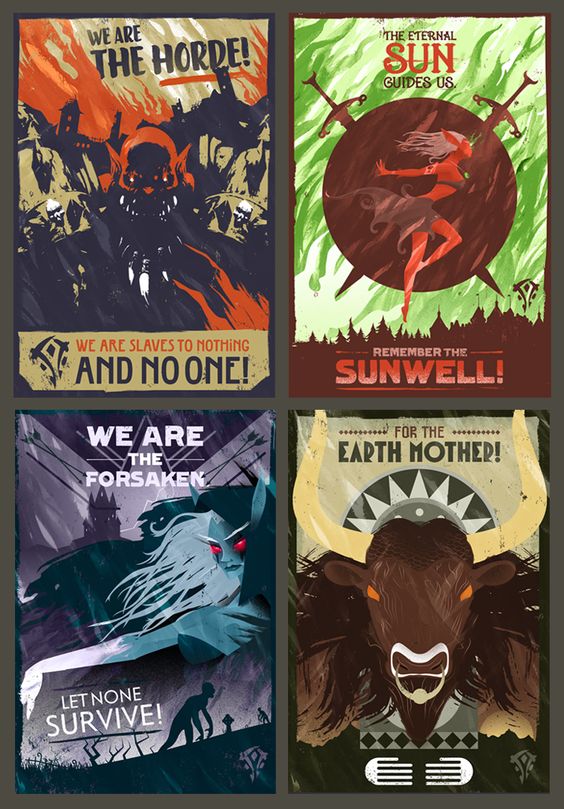 WE ARE
THE HORDE!
WE ARE SLAVES TO NOTHING
AND NO ONE!
THE ETERNAL
SUN
GUIDES US.
REMEMBER THE
SUNWELL!
WE ARE
THE
FORSAKEN
LET NONE
SURVIVE!
FOR THE
EARTH MOTHER!